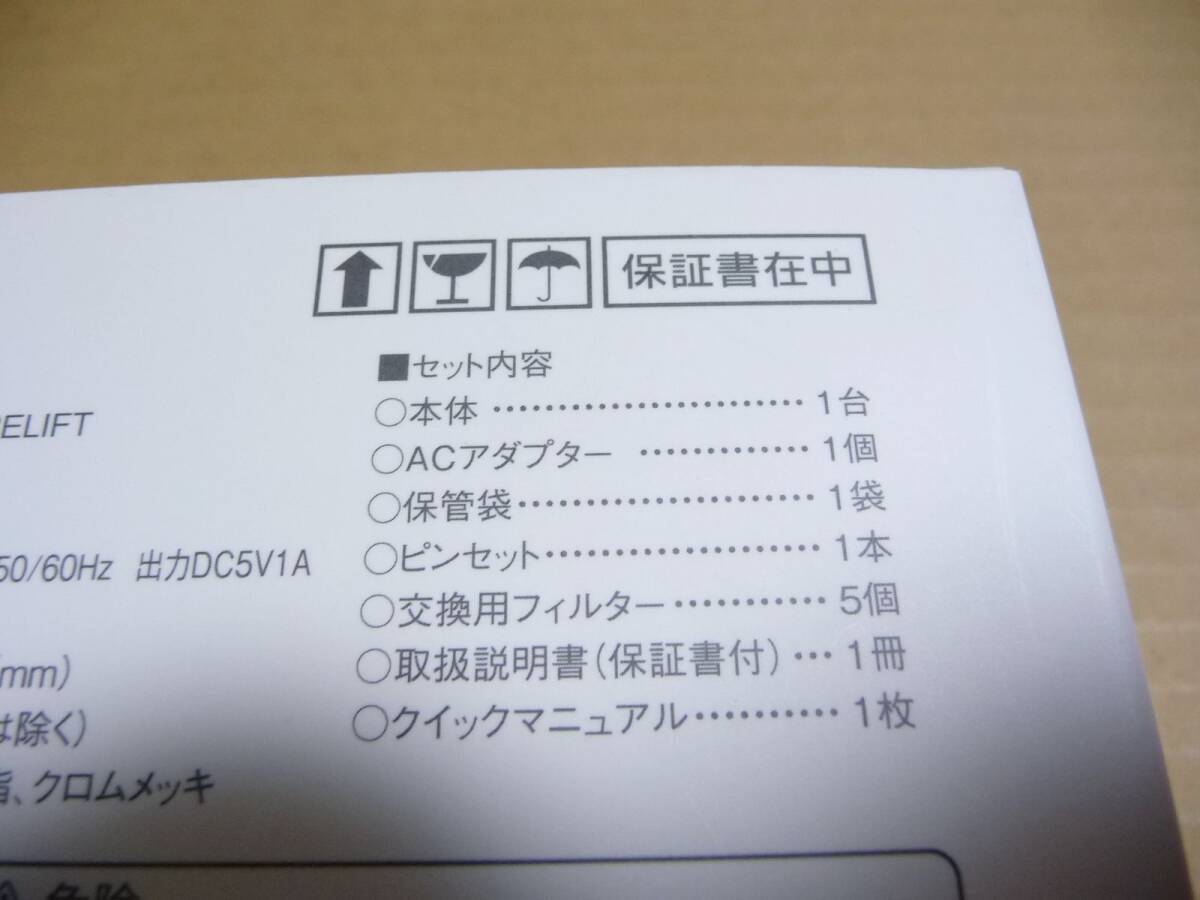 保証書在中
■セット内容
○本体 ························ 1台
○ACアダプター ············· 1個
○保管袋······················· 1袋
○ピンセット····················· 1本
○交換用フィルター············ 5個
○取扱説明書(保証書付) ··· 1冊
○クイックマニュアル··········· 1枚
ELIFT
50/60Hz 出力DC5V1A
mm)
は除く)
脂、クロムメッキ
危険